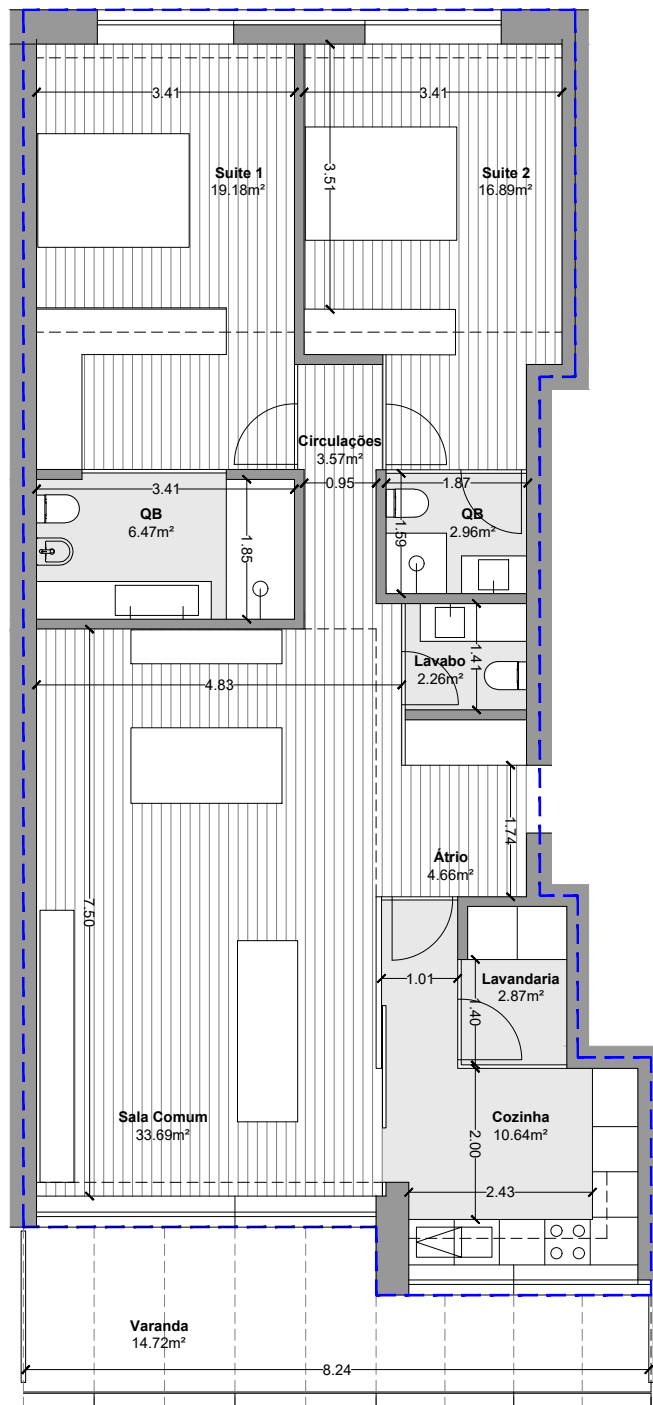 3.41
3.41
Suite 1
19.18m²
3.51
Suite 2
16.89m²
Circulações
3.57m²
3.41
0.95
1.87
QB
6.47m²
1.85
1.59
QB
2.96m²
Lavabo
2.26m²
1.41
4.83
1.74
Átrio
4.66m²
7.50
1.01
Lavandaria
2.87m²
1.40
Sala Comum
33.69m²
Cozinha
10.64m²
2.00
2.43
Varanda
14.72m²
8.24